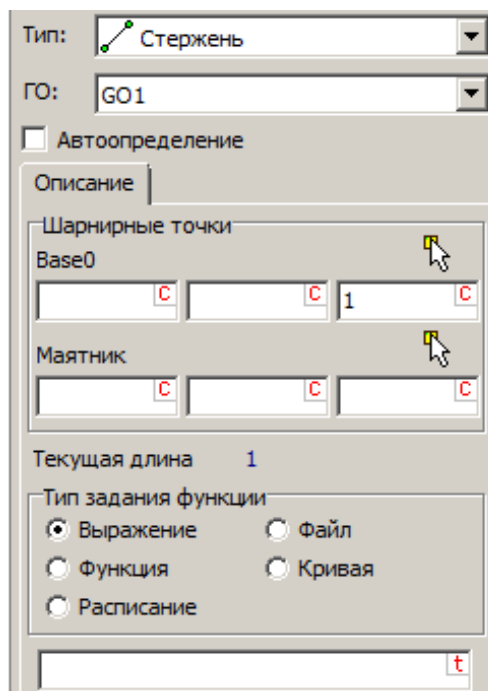 Тип: Стержень
ГО: GO1
Автоопределение
Описание
Шарнирные точки
Base0
C C 1 C
Маятник
C C C
Текущая длина 1
Тип задания функции
Выражение Файл
Функция Кривая
Расписание
t